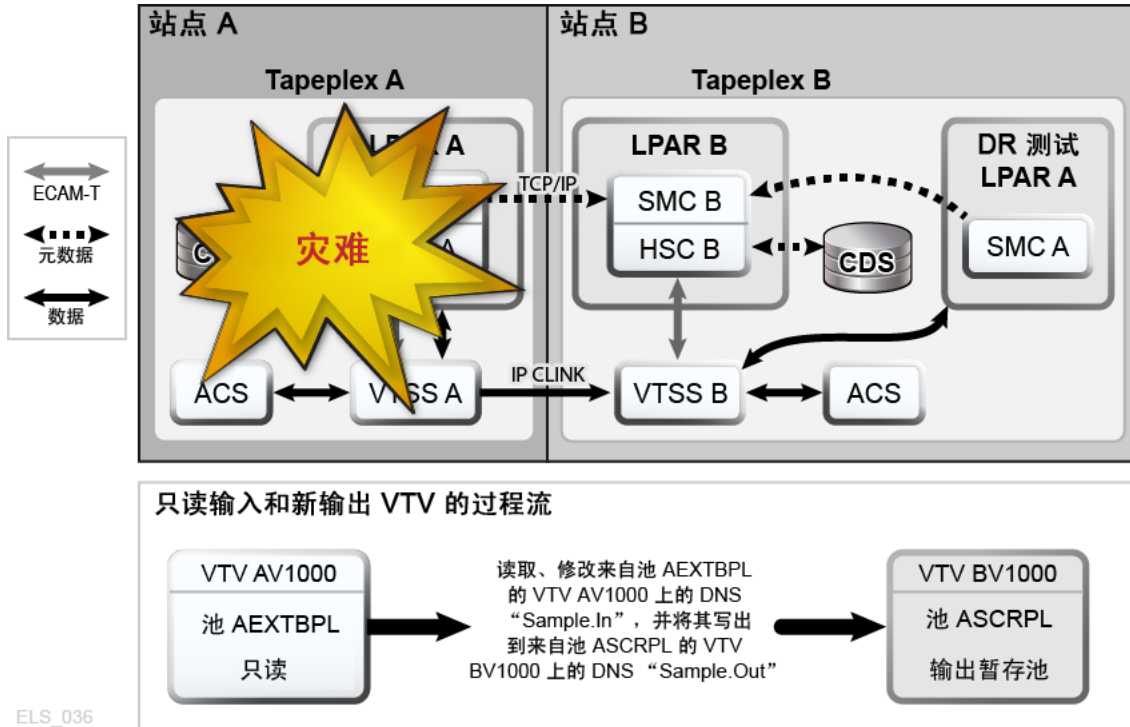 站点 A
站点 B
Tapeplex A
Tapeplex B
ECAM-T
元数据
数据
灾难
ACS
VTSS A
TCP/IP
IP CLINK
LPAR B
SMC B
HSC B
CDS
DR 测试
LPAR A
SMC A
VTSS B
ACS
只读输入和新输出 VTV 的过程流
VTV AV1000
池 AEXTBPL
只读
读取、修改来自池 AEXTBPL
的 VTV AV1000 上的 DNS
“Sample.In”，并将其写出
到来自池 ASCRPL 的 VTV
BV1000 上的 DNS “Sample.Out”
VTV BV1000
池 ASCRPL
输出暂存池
ELS_036